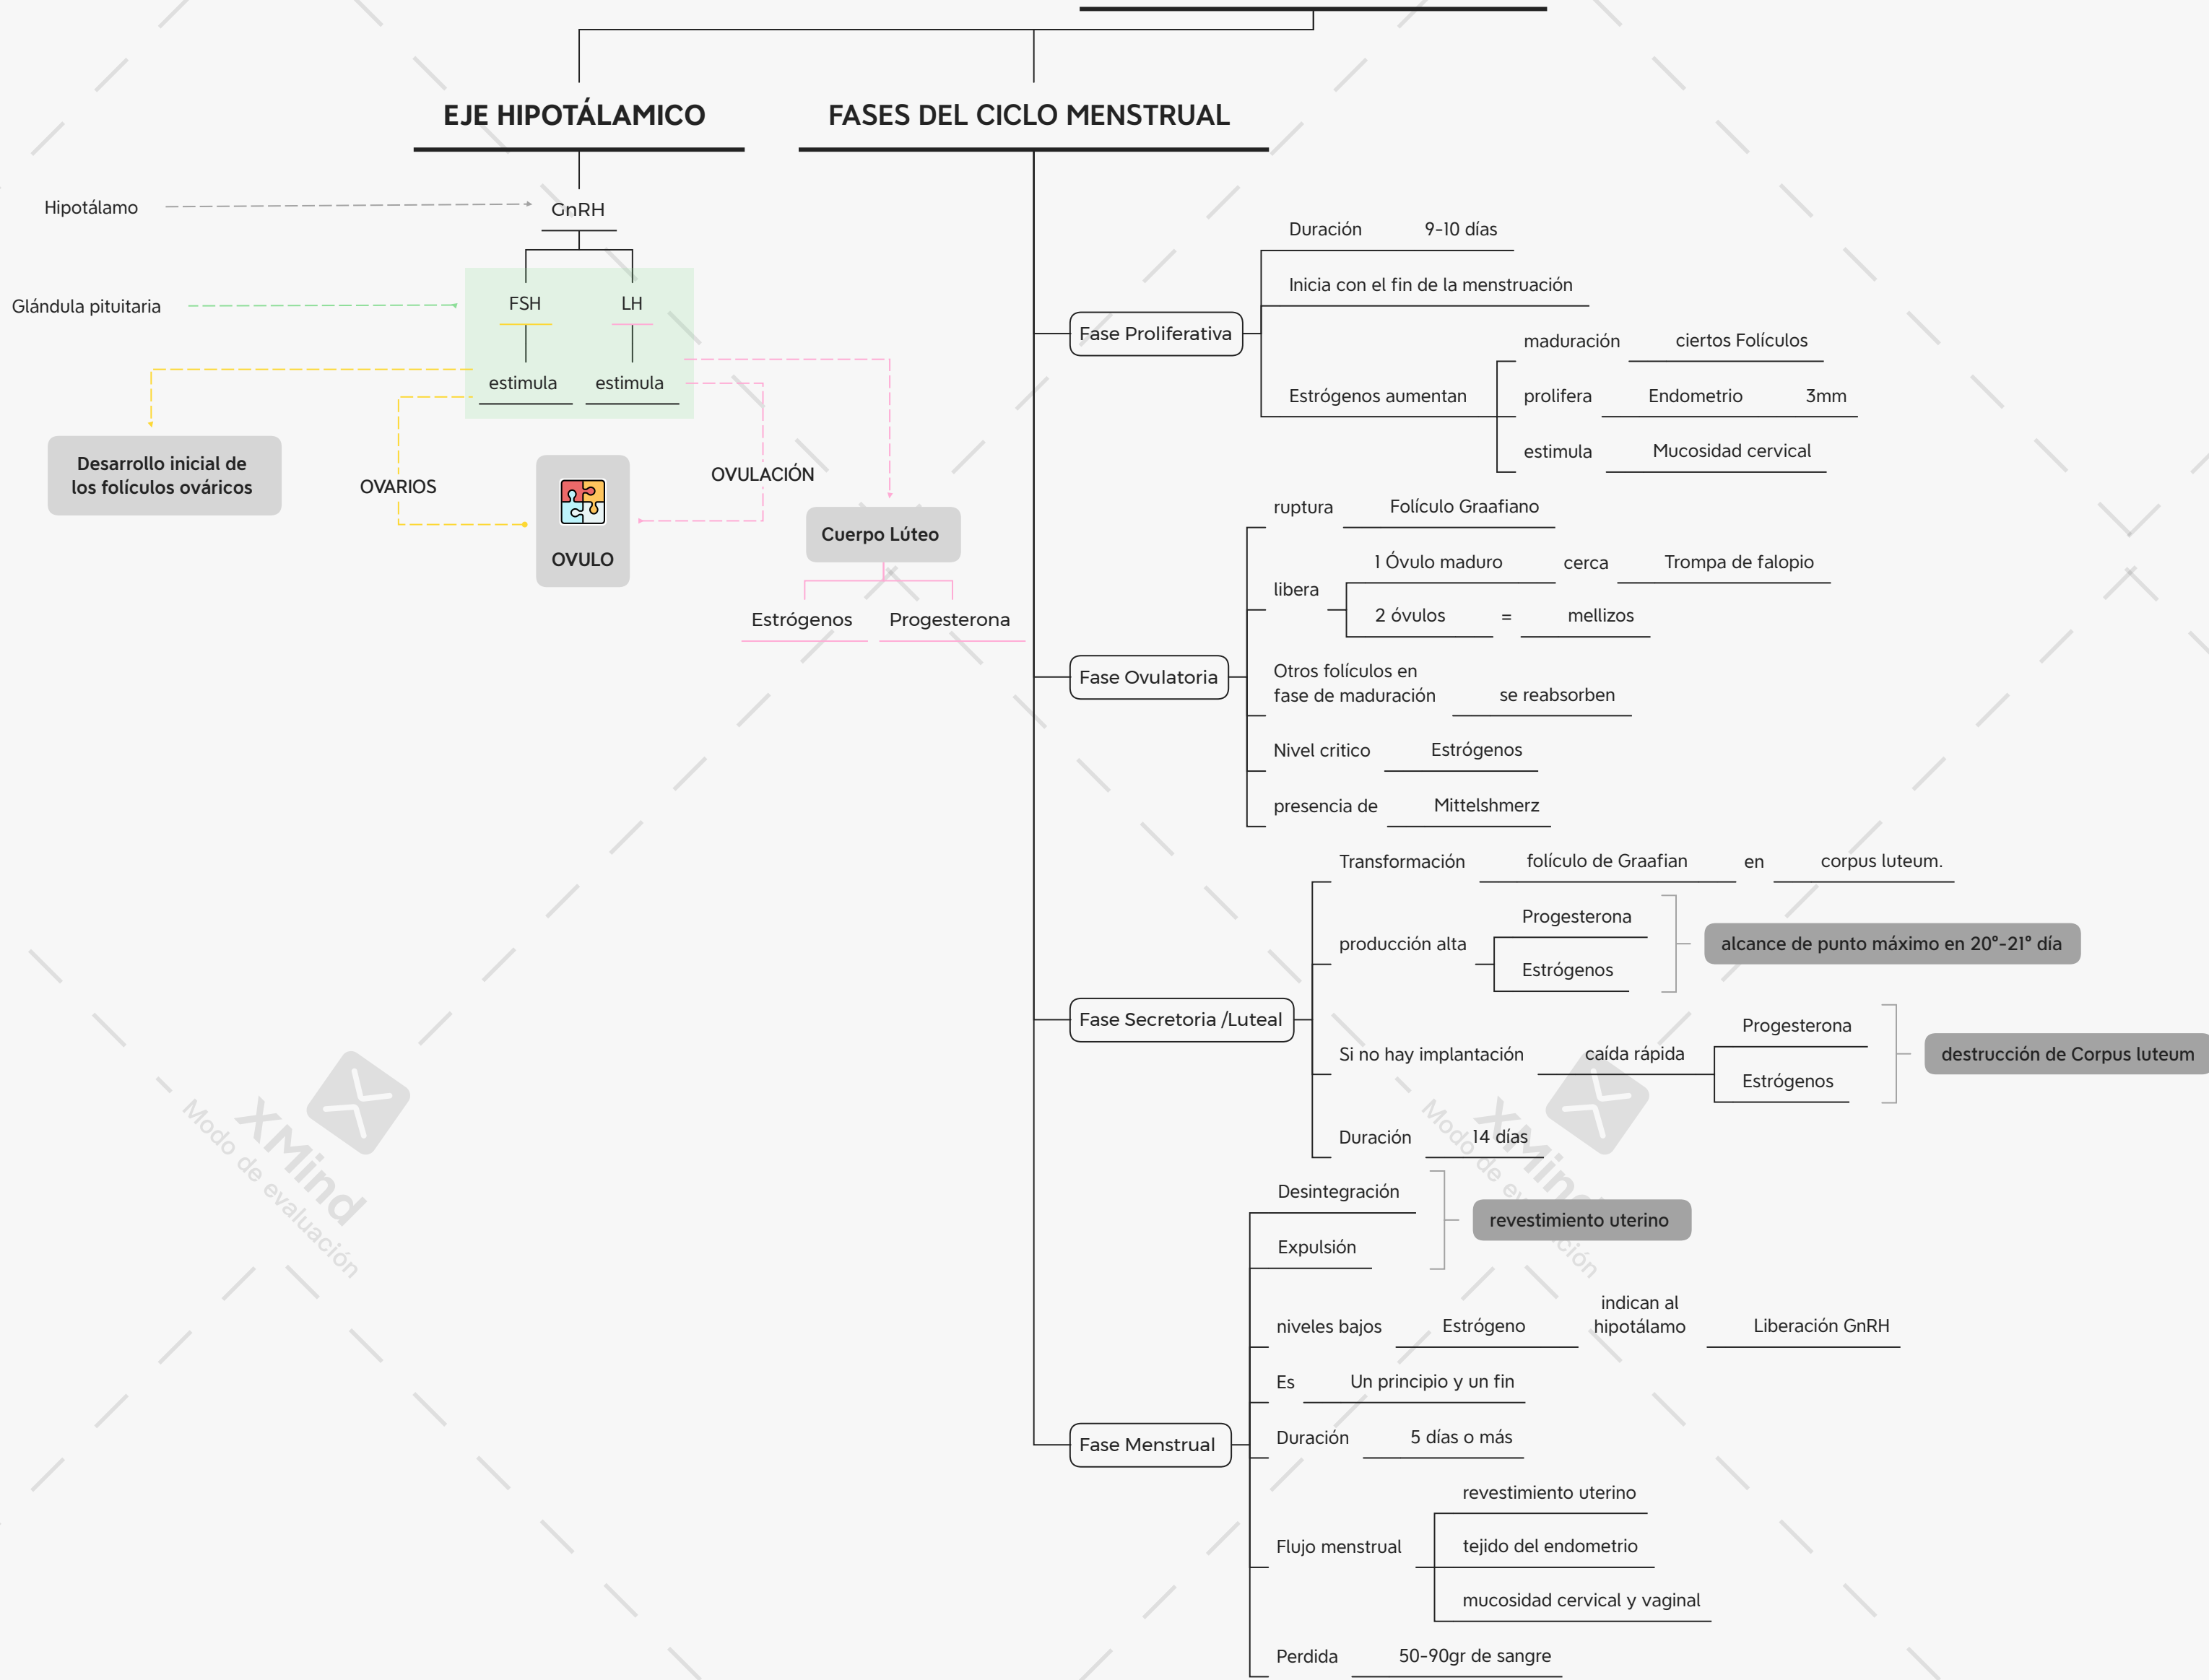 EJE HIPOTÁLAMICO
Hipotálamo
GnRH
Glándula pituitaria
FSH
LH
estimula
estimula
Desarrollo inicial de
los folículos ováricos
OVARIOS
OVULO
OVULACIÓN
Cuerpo Lúteo
Estrógenos
Progesterona
FASES DEL CICLO MENSTRUAL
Fase Proliferativa
Duración 9-10 días
Inicia con el fin de la menstruación
Estrógenos aumentan
maduración ciertos Folículos
prolifera Endometrio 3mm
estimula Mucosidad cervical
Fase Ovulatoria
ruptura Folículo Graafiano
libera
1 Óvulo maduro cerca Trompa de falopio
2 óvulos = mellizos
Otros folículos en
fase de maduración se reabsorben
Nivel critico Estrógenos
presencia de Mittelshmerz
Fase Secretoria /Luteal
Transformación folículo de Graafian en corpus luteum.
producción alta
Progesterona
Estrógenos
alcance de punto máximo en 20°-21° día
Si no hay implantación caída rápida
Progesterona
Estrógenos
destrucción de Corpus luteum
Duración 14 días
Fase Menstrual
Desintegración
Expulsión
revestimiento uterino
niveles bajos Estrógeno
indican al
hipotálamo
Liberación GnRH
Es Un principio y un fin
Duración 5 días o más
Flujo menstrual
revestimiento uterino
tejido del endometrio
mucosidad cervical y vaginal
Perdida 50-90gr de sangre
XMind
Modo de evaluación
XMind
Modo de evaluación